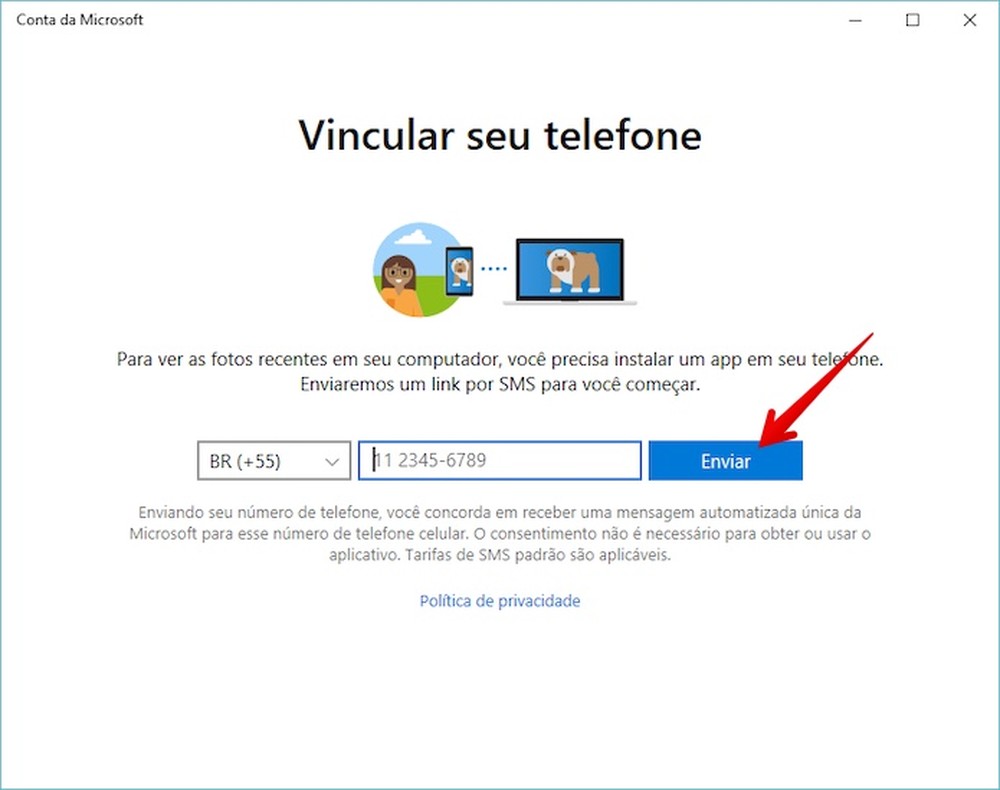 Conta da Microsoft
Vincular seu telefone
Para ver as fotos recentes em seu computador, você precisa instalar um app em seu telefone.
Enviaremos um link por SMS para você começar.
BR (+55)
11 2345-6789
Enviar
Enviando seu número de telefone, você concorda em receber uma mensagem automatizada única da
Microsoft para esse número de telefone celular. O consentimento não é necessário para obter ou usar o
aplicativo. Tarifas de SMS padrão são aplicáveis.
Política de privacidade